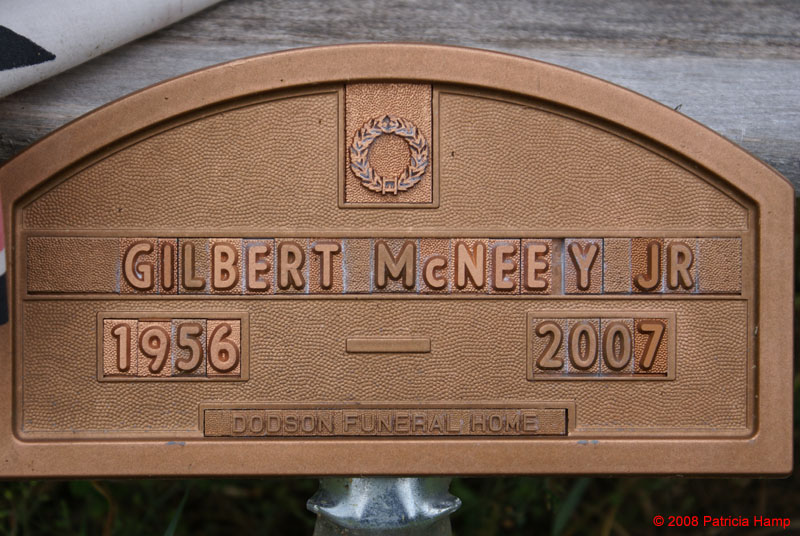 GILBERT McNEEY JR
1956 — 2007
DODSON FUNERAL HOME
© 2008 Patricia Hamp